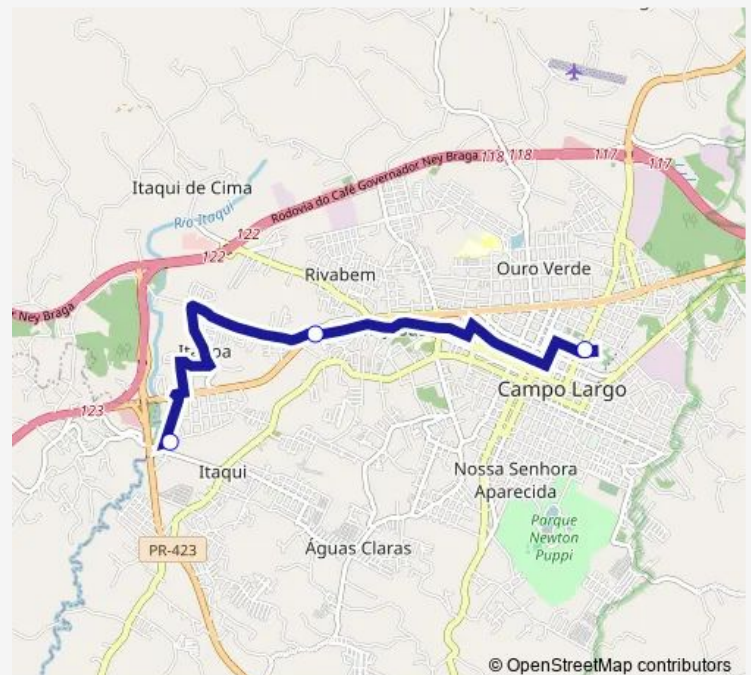 Itaqui de Cima
Rio Itaqui
Rodovia do Café Governador Ney Braga
118 118
117
117
122
122
Rivabem
Ouro Verde
Ney Braga
123
Campo Largo
Itaqui
Nossa Senhora
Aparecida
Parque
Newton
Puppi
PR-423
Águas Claras
© OpenStreetMap contributors